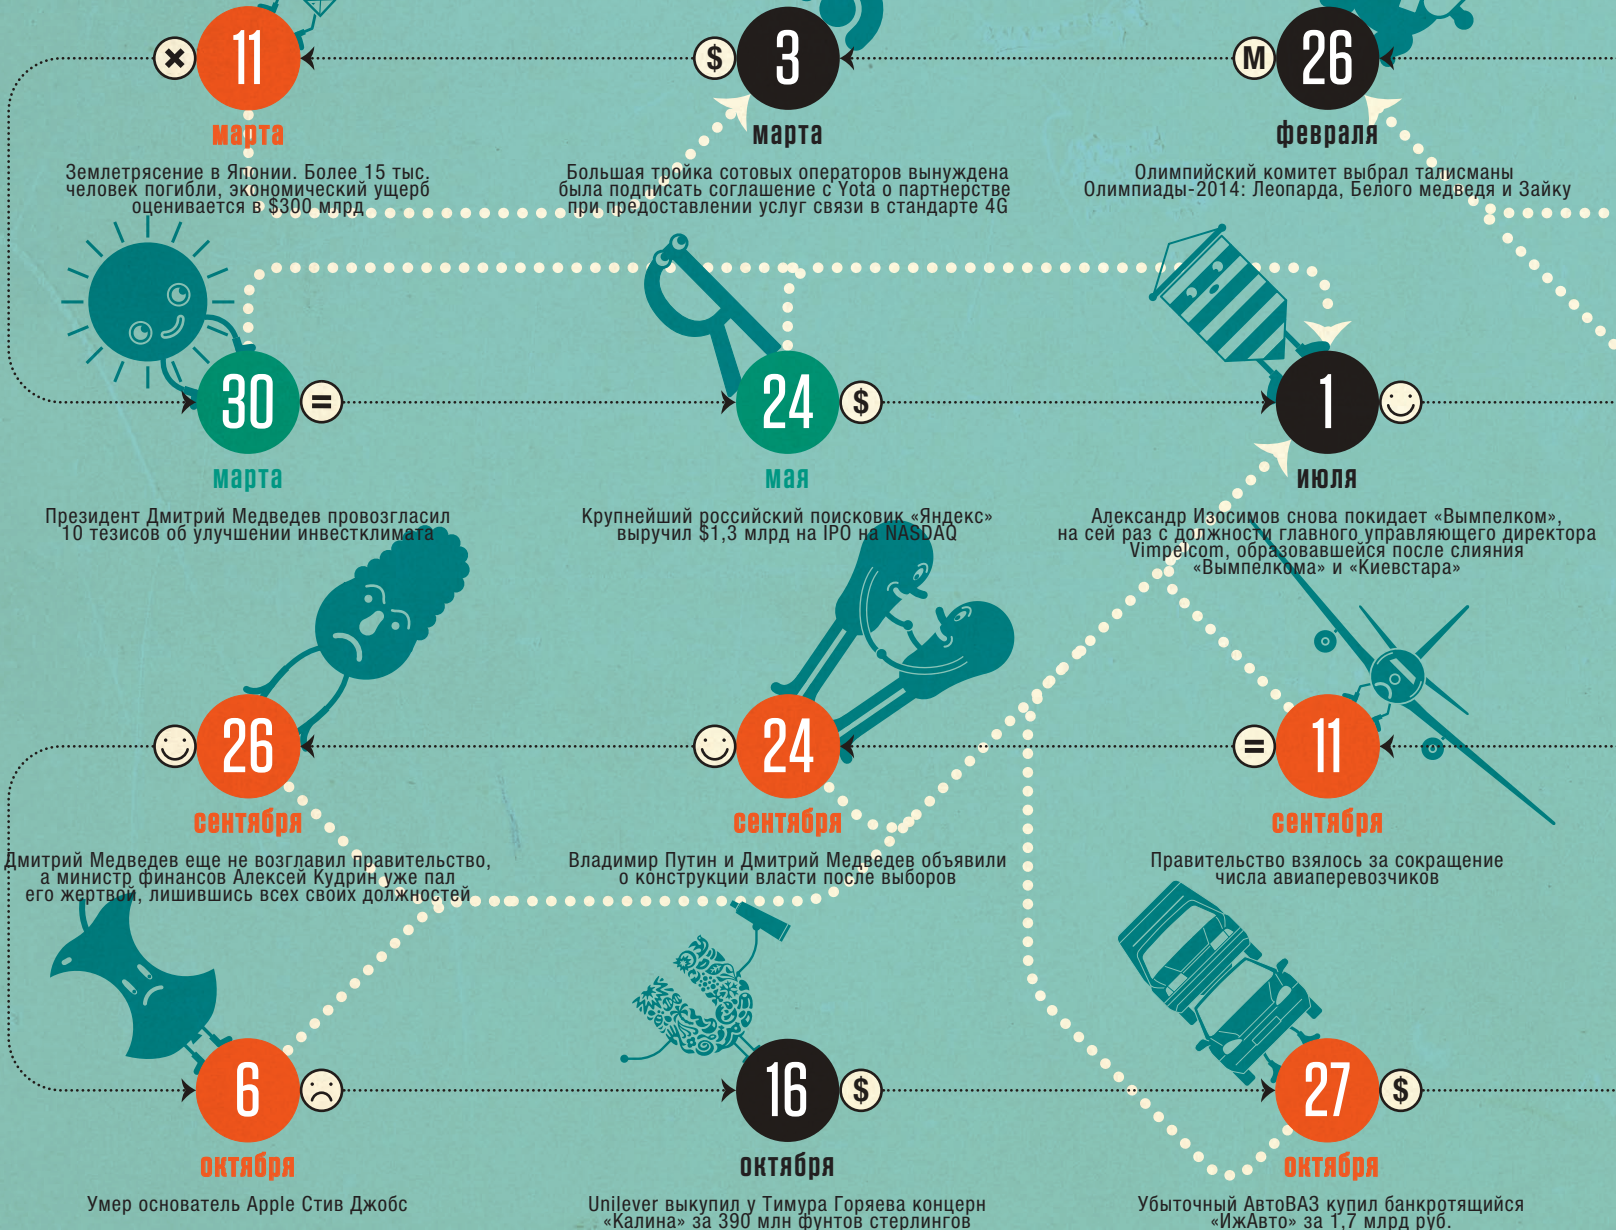 11
марта
Землетрясение в Японии. Более 15 тыс.
человек погибли, экономический ущерб
оценивается в $300 млрд
$
3
марта
Большая тройка сотовых операторов вынуждена
была подписать соглашение с Yota о партнерстве
при предоставлении услуг связи в стандарте 4G
М
26
февраля
Олимпийский комитет выбрал талисманы
Олимпиады-2014: Леопарда, Белого медведя и Зайку
30
=
марта
Президент Дмитрий Медведев провозгласил
10 тезисов об улучшении инвестклимата
24
$
мая
Крупнейший российский поисковик «Яндекс»
выручил $1,3 млрд на IPO на NASDAQ
1
июля
Александр Изосимов снова покидает «Вымпелком»,
на сей раз с должности главного управляющего директора
Vimpelcom, образовавшейся после слияния
«Вымпелкома» и «Киевстара»
26
сентября
Дмитрий Медведев еще не возглавил правительство,
а министр финансов Алексей Кудрин уже пал
его жертвой, лишившись всех своих должностей
24
сентября
Владимир Путин и Дмитрий Медведев объявили
о конструкции власти после выборов
=
11
сентября
Правительство взялось за сокращение
числа авиаперевозчиков
6
октября
Умер основатель Apple Стив Джобс
16
$
октября
Unilever выкупил у Тимура Горяева концерн
«Калина» за 390 млн фунтов стерлингов
27
$
октября
Убыточный АвтоВАЗ купил банкротящийся
«ИжАвто» за 1,7 млрд руб.